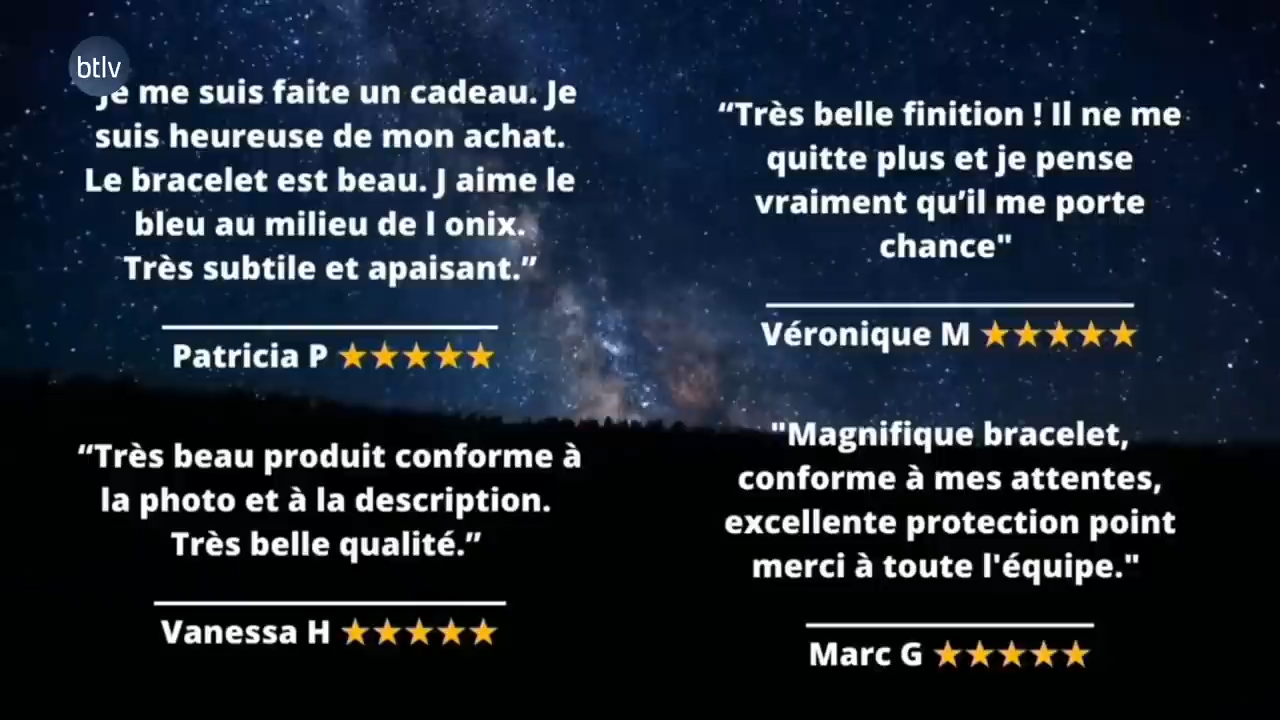 btlv
Je me suis faite un cadeau. Je
suis heureuse de mon achat.
Le bracelet est beau. J aime le
bleu au milieu de l onix.
Très subtile et apaisant.”
Patricia P ★★★★★
“Très belle finition ! Il ne me
quitte plus et je pense
vraiment qu’il me porte
chance"
Véronique M ★★★★★
“Très beau produit conforme à
la photo et à la description.
Très belle qualité.”
Vanessa H ★★★★★
"Magnifique bracelet,
conforme à mes attentes,
excellente protection point
merci à toute l'équipe."
Marc G ★★★★★